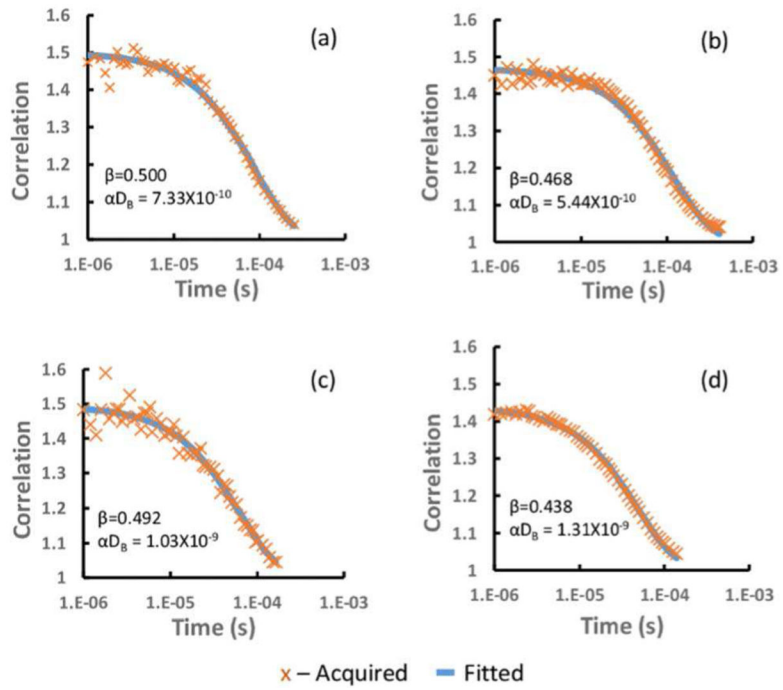 (a)
1.6
1.5
1.4
1.3
1.2
1.1
1
Correlation
β=0.500
αD_B = 7.33X10^-10
1.E-06 1.E-05 1.E-04 1.E-03
Time (s)
(b)
1.6
1.5
1.4
1.3
1.2
1.1
1
Correlation
β=0.468
αD_B = 5.44X10^-10
1.E-06 1.E-05 1.E-04 1.E-03
Time (s)
(c)
1.6
1.5
1.4
1.3
1.2
1.1
1
Correlation
β=0.492
αD_B = 1.03X10^-9
1.E-06 1.E-05 1.E-04 1.E-03
Time (s)
(d)
1.6
1.5
1.4
1.3
1.2
1.1
1
Correlation
β=0.438
αD_B = 1.31X10^-9
1.E-06 1.E-05 1.E-04 1.E-03
Time (s)
x – Acquired Fitted